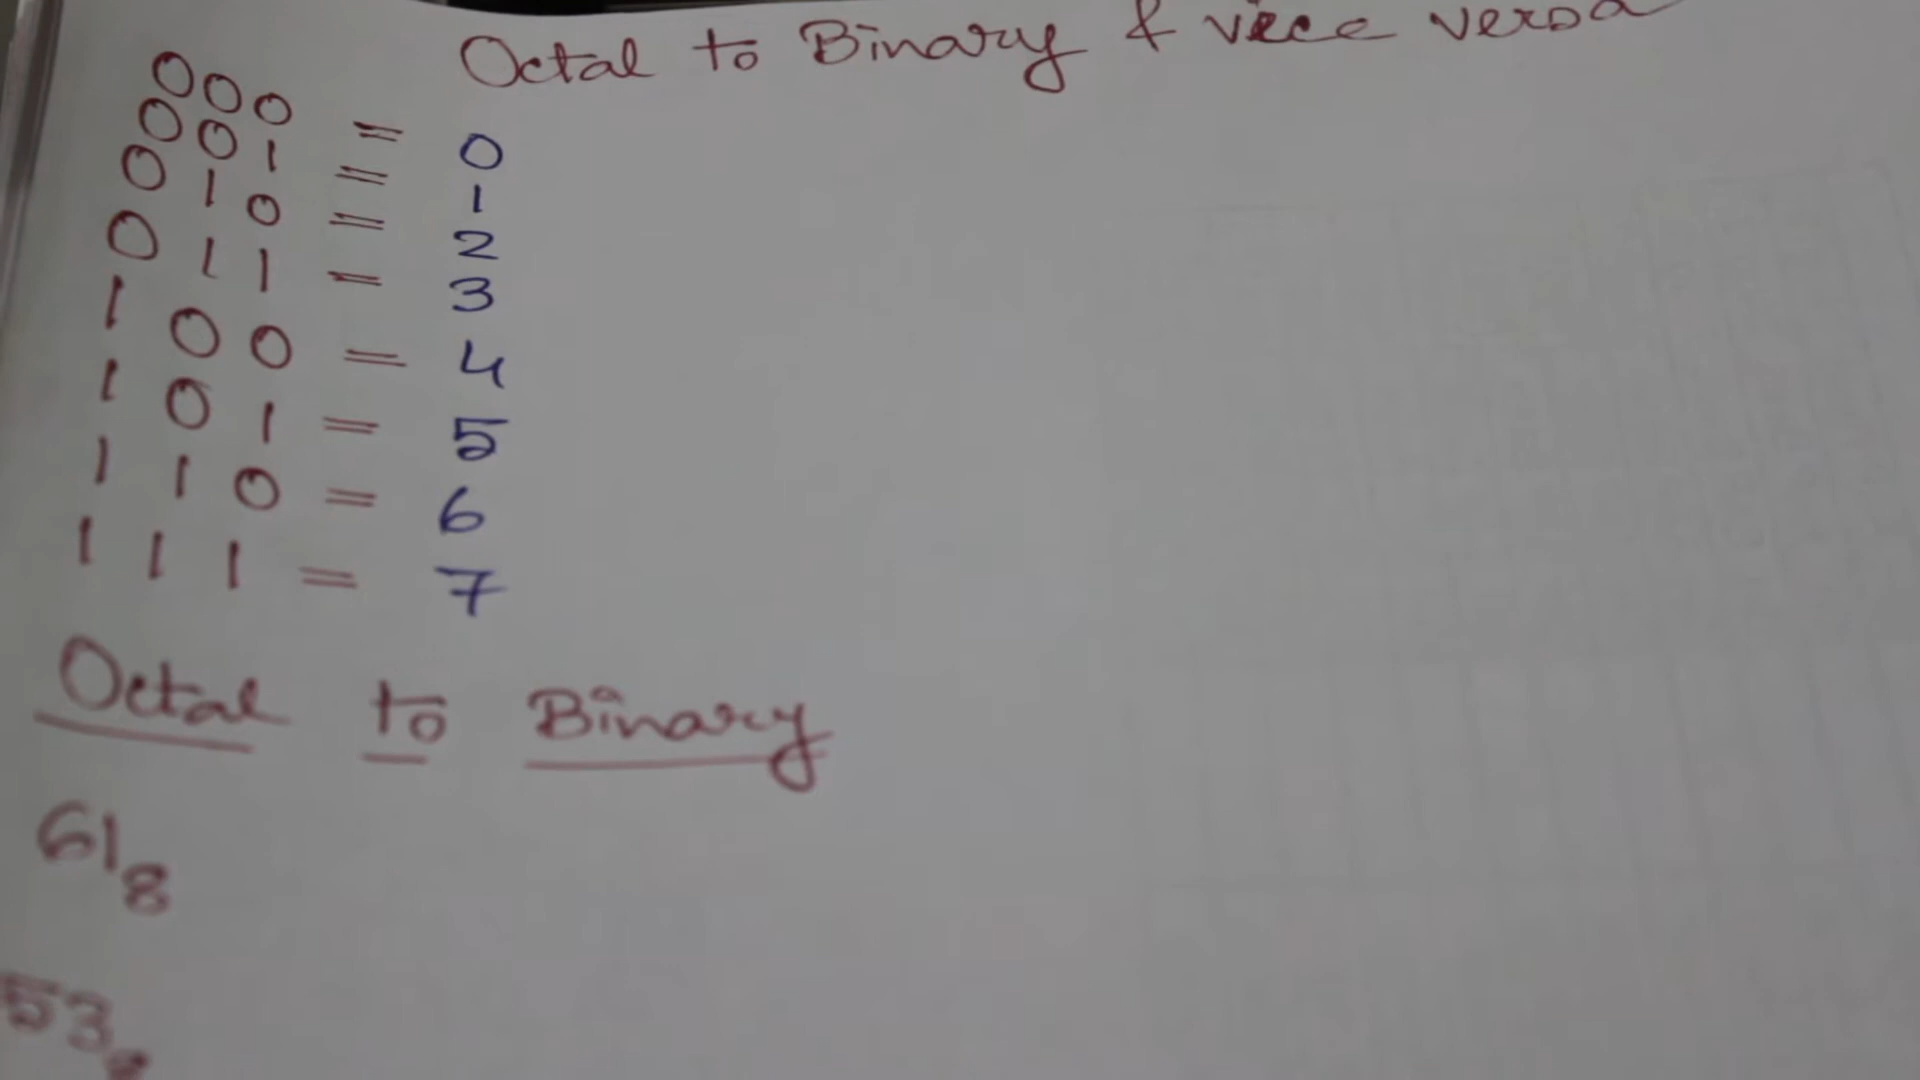 Octal to Binary & vice versa
0 0 0 = 0
0 0 1 = 1
0 1 0 = 2
0 1 1 = 3
1 0 0 = 4
1 0 1 = 5
1 1 0 = 6
1 1 1 = 7
Octal to Binary
61₈
53₈